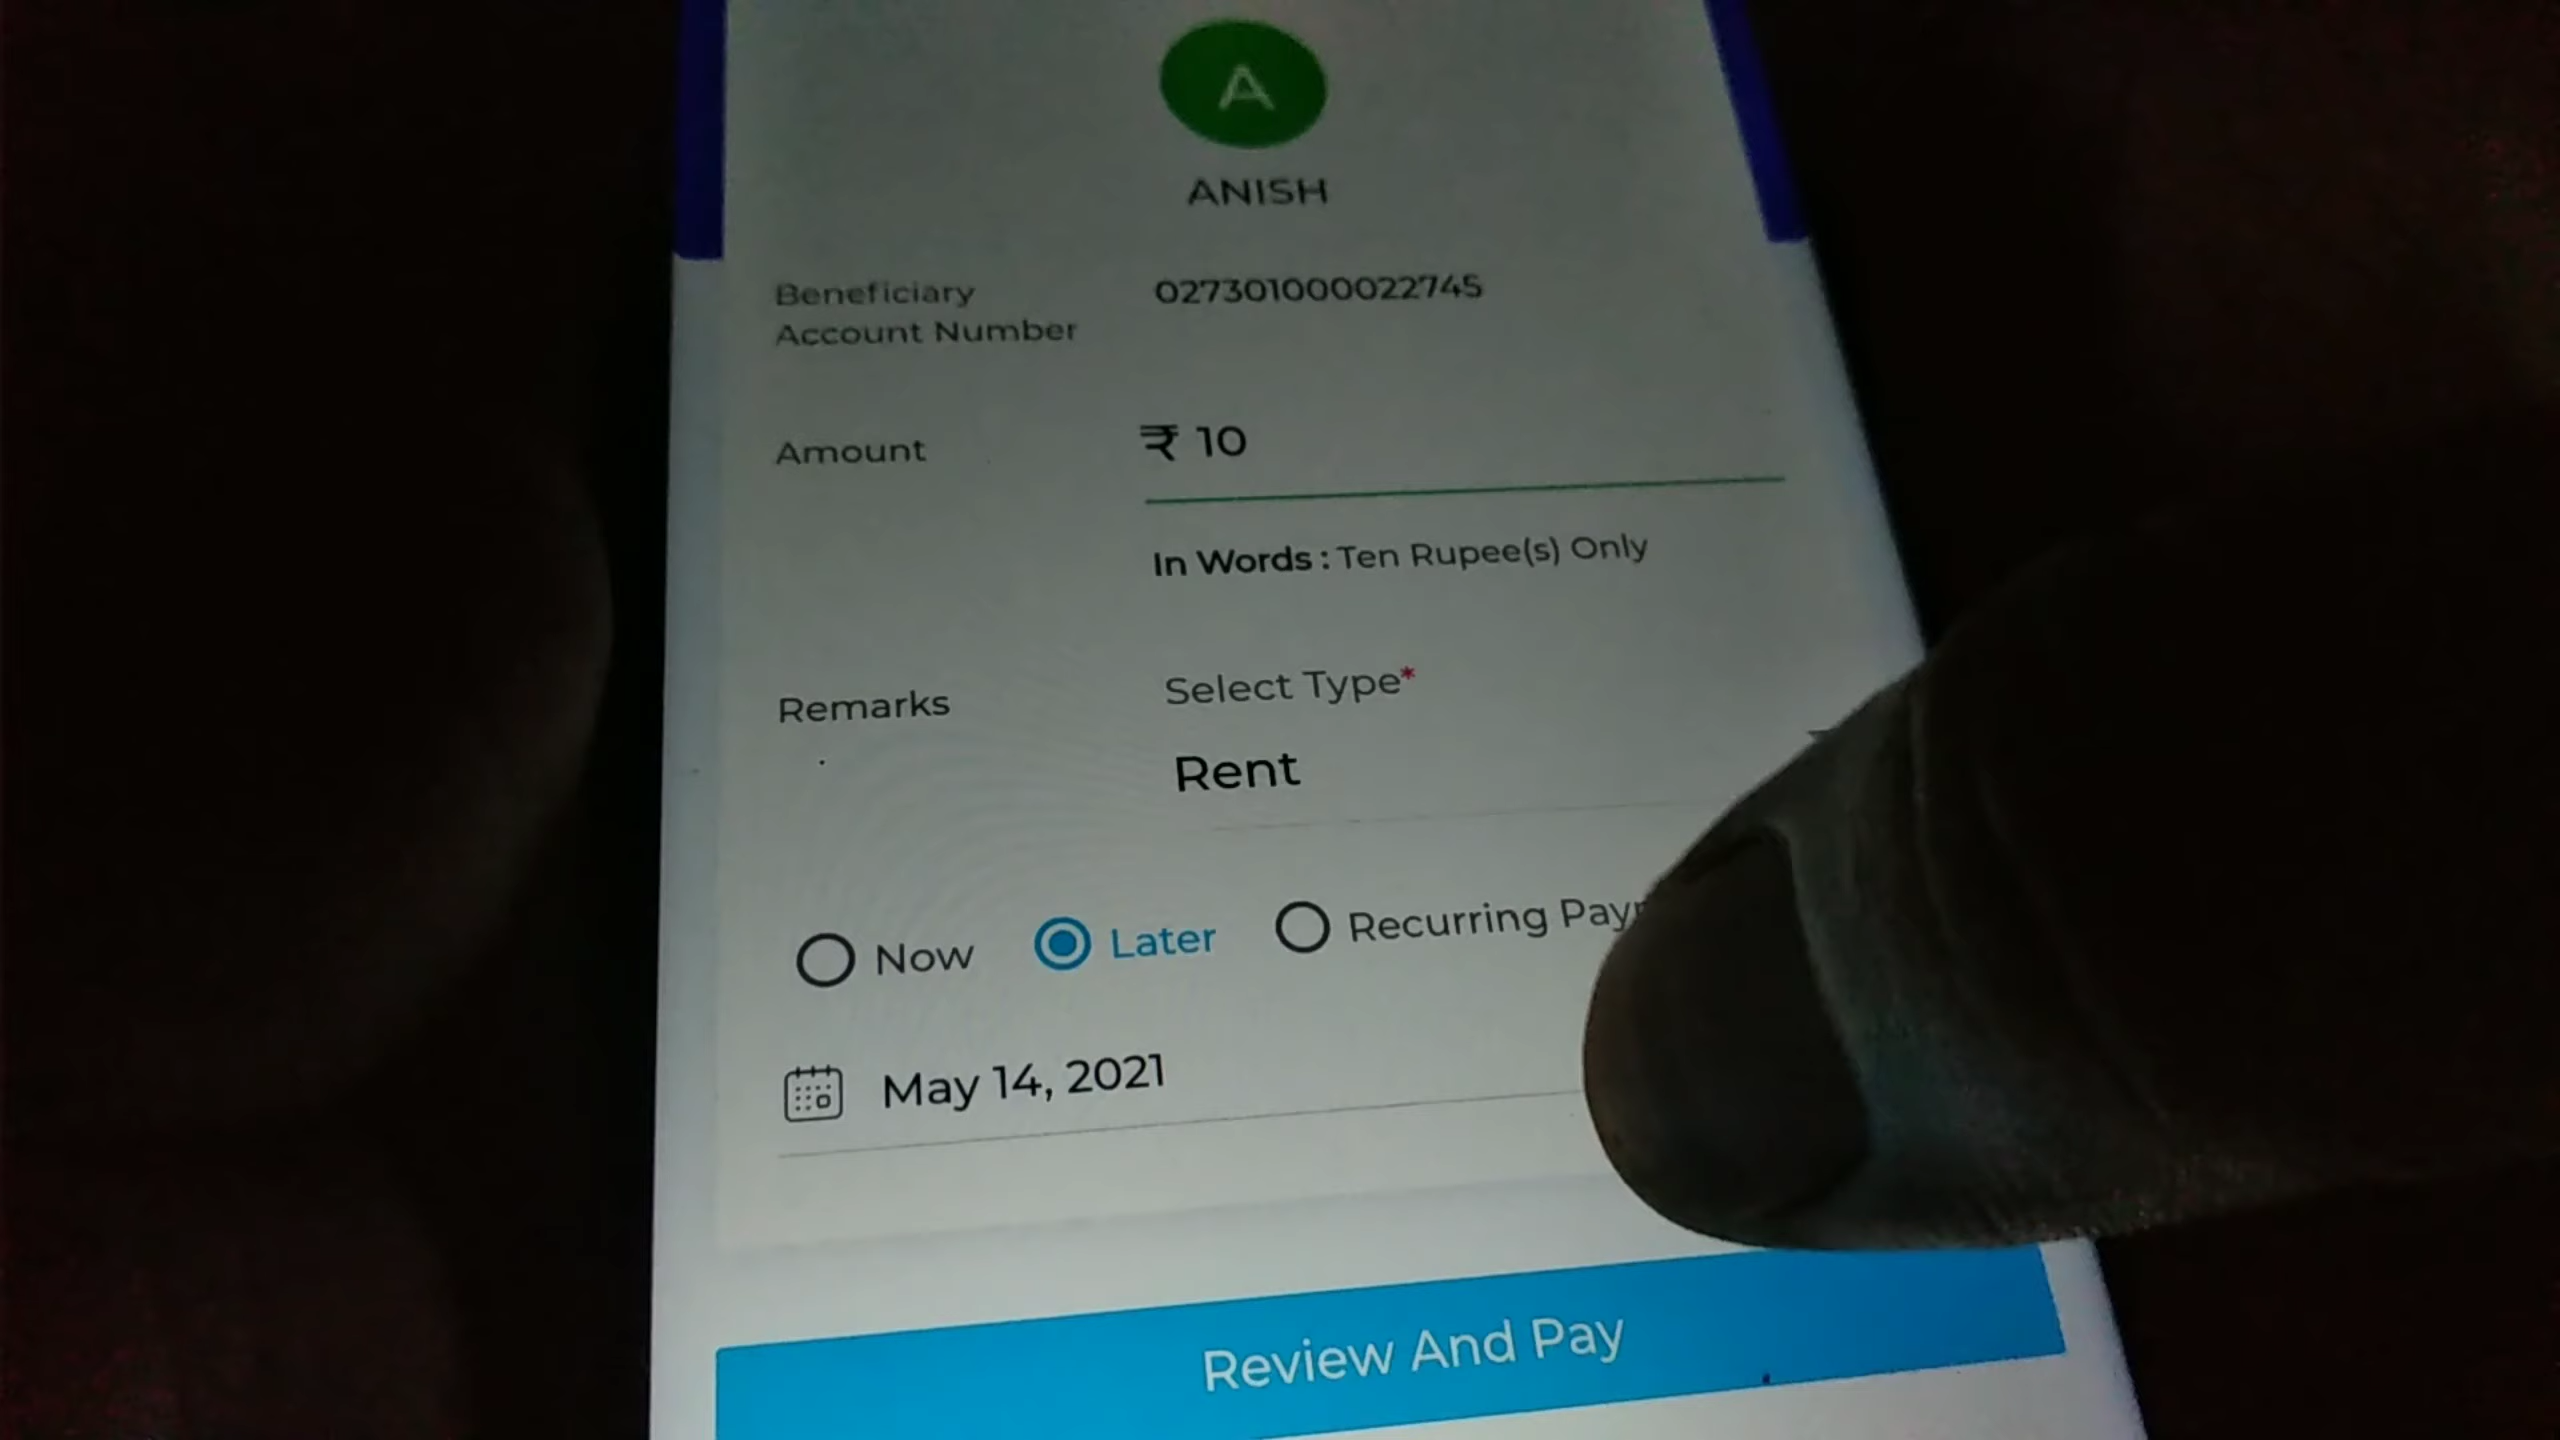 A
ANISH
Beneficiary
Account Number
027301000022745
Amount
₹ 10
In Words : Ten Rupee(s) Only
Remarks
Select Type*
Rent
Now
Later
Recurring
May 14, 2021
Review And Pay